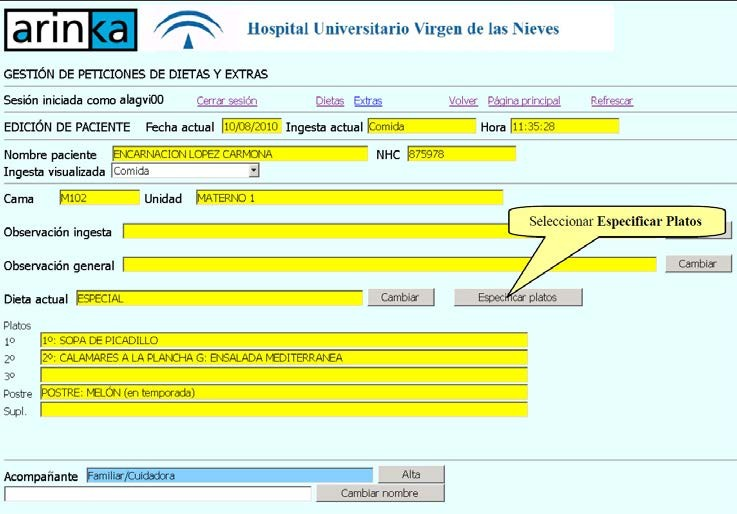 arinka
Hospital Universitario Virgen de las Nieves
GESTIÓN DE PETICIONES DE DIETAS Y EXTRAS
Sesión iniciada como alagvi00 Cerrar sesión Dietas Extras Volver Página principal Refrescar
EDICIÓN DE PACIENTE Fecha actual 10/08/2010 Ingesta actual Comida Hora 11:35:28
Nombre paciente ENCARNACION LOPEZ CARMONA NHC 875978
Ingesta visualizada Comida
Cama M102 Unidad MATERNO 1
Seleccionar Especificar Platos
Observación ingesta
Observación general Cambiar
Dieta actual ESPECIAL Cambiar Especificar platos
Platos
1º 1º: SOPA DE PICADILLO
2º 2º: CALAMARES A LA PLANCHA G: ENSALADA MEDITERRANEA
3º
Postre POSTRE: MELÓN (en temporada)
Supl.
Acompañante Familiar/Cuidadora Alta
Cambiar nombre